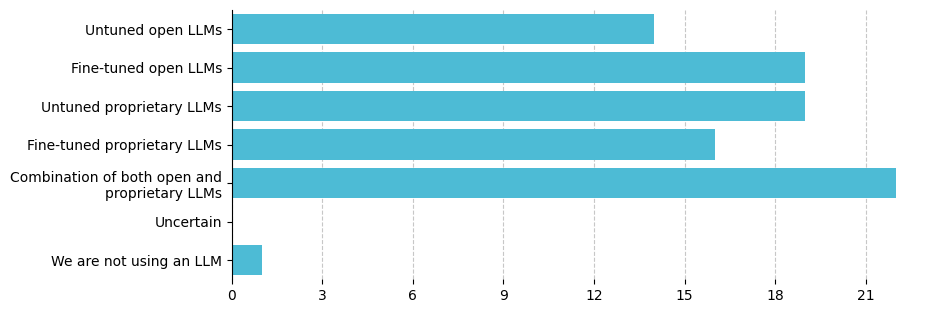 Untuned open LLMs
Fine-tuned open LLMs
Untuned proprietary LLMs
Fine-tuned proprietary LLMs
Combination of both open and
proprietary LLMs
Uncertain
We are not using an LLM
0 3 6 9 12 15 18 21